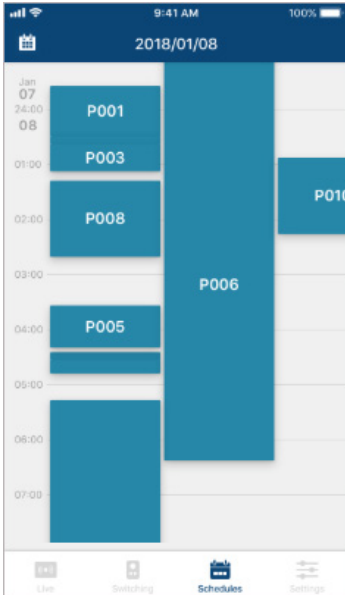 9:41 AM
100%
2018/01/08
Jan
07
24:00
08
01:00
02:00
03:00
04:00
05:00
06:00
07:00
P001
P003
P008
P005
P006
P010
Live
Switching
Schedules
Settings